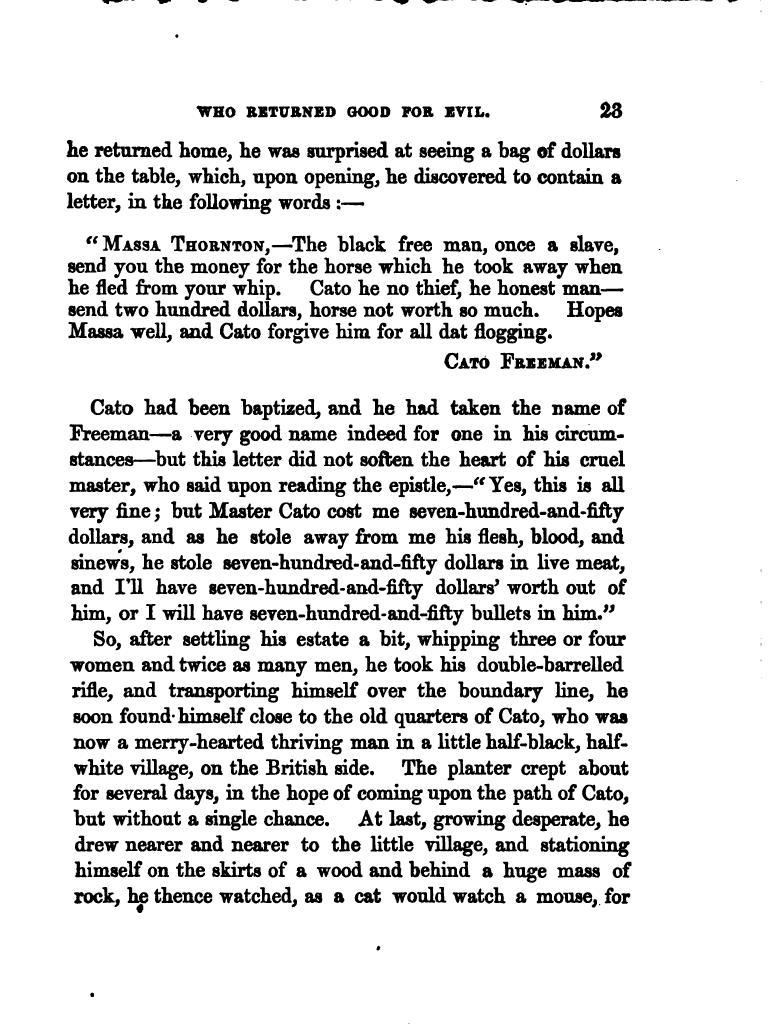 WHO RETURNED GOOD FOR EVIL. 23
he returned home, he was surprised at seeing a bag of dollars
on the table, which, upon opening, he discovered to contain a
letter, in the following words :—
"MASSA THORNTON,—The black free man, once a slave,
send you the money for the horse which he took away when
he fled from your whip. Cato he no thief, he honest man—
send two hundred dollars, horse not worth so much. Hopes
Massa well, and Cato forgive him for all dat flogging.
CATO FREEMAN."
Cato had been baptized, and he had taken the name of
Freeman—a very good name indeed for one in his circum-
stances—but this letter did not soften the heart of his cruel
master, who said upon reading the epistle,—"Yes, this is all
very fine; but Master Cato cost me seven-hundred-and-fifty
dollars, and as he stole away from me his flesh, blood, and
sinews, he stole seven-hundred-and-fifty dollars in live meat,
and I'll have seven-hundred-and-fifty dollars' worth out of
him, or I will have seven-hundred-and-fifty bullets in him."
So, after settling his estate a bit, whipping three or four
women and twice as many men, he took his double-barrelled
rifle, and transporting himself over the boundary line, he
soon found himself close to the old quarters of Cato, who was
now a merry-hearted thriving man in a little half-black, half-
white village, on the British side. The planter crept about
for several days, in the hope of coming upon the path of Cato,
but without a single chance. At last, growing desperate, he
drew nearer and nearer to the little village, and stationing
himself on the skirts of a wood and behind a huge mass of
rock, he thence watched, as a cat would watch a mouse, for